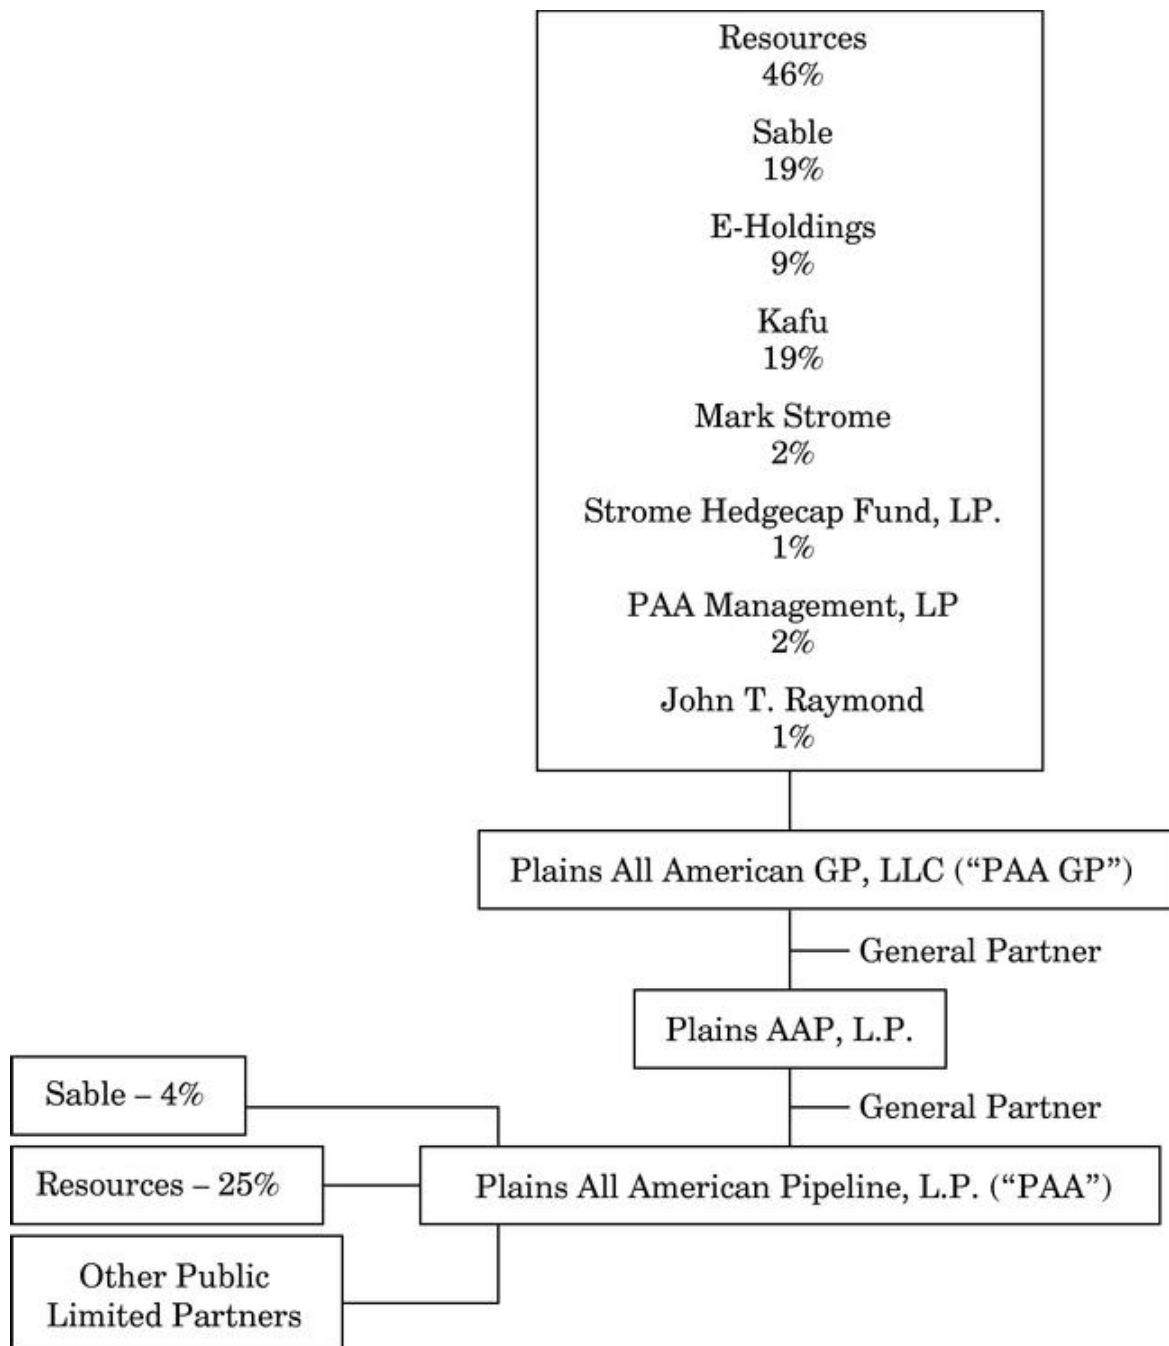 Resources
46%
Sable
19%
E-Holdings
9%
Kafu
19%
Mark Strome
2%
Strome Hedgecap Fund, LP.
1%
PAA Management, LP
2%
John T. Raymond
1%
Plains All American GP, LLC (“PAA GP”)
General Partner
Plains AAP, L.P.
General Partner
Sable – 4%
Resources – 25%
Plains All American Pipeline, L.P. (“PAA”)
Other Public
Limited Partners